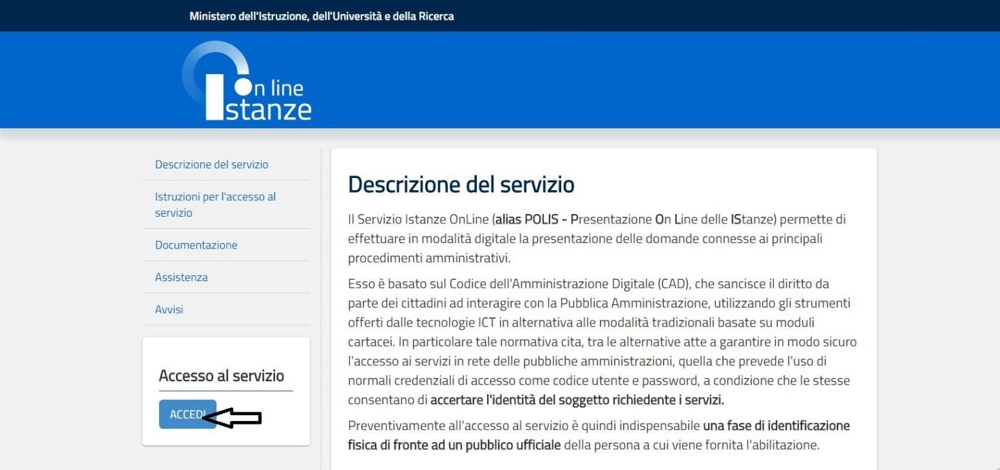 Ministero dell'Istruzione, dell'Università e della Ricerca
On line
Istanze
Descrizione del servizio
Istruzioni per l'accesso al
servizio
Documentazione
Assistenza
Avvisi
Accesso al servizio
ACCEDI
Descrizione del servizio
Il Servizio Istanze OnLine (alias POLIS - Presentazione On Line delle IStanze) permette di
effettuare in modalità digitale la presentazione delle domande connesse ai principali
procedimenti amministrativi.
Esso è basato sul Codice dell'Amministrazione Digitale (CAD), che sancisce il diritto da
parte dei cittadini ad interagire con la Pubblica Amministrazione, utilizzando gli strumenti
offerti dalle tecnologie ICT in alternativa alle modalità tradizionali basate su moduli
cartacei. In particolare tale normativa cita, tra le alternative atte a garantire in modo sicuro
l'accesso ai servizi in rete delle pubbliche amministrazioni, quella che prevede l'uso di
normali credenziali di accesso come codice utente e password, a condizione che le stesse
consentano di accertare l'identità del soggetto richiedente i servizi.
Preventivamente all'accesso al servizio è quindi indispensabile una fase di identificazione
fisica di fronte ad un pubblico ufficiale della persona a cui viene fornita l'abilitazione.